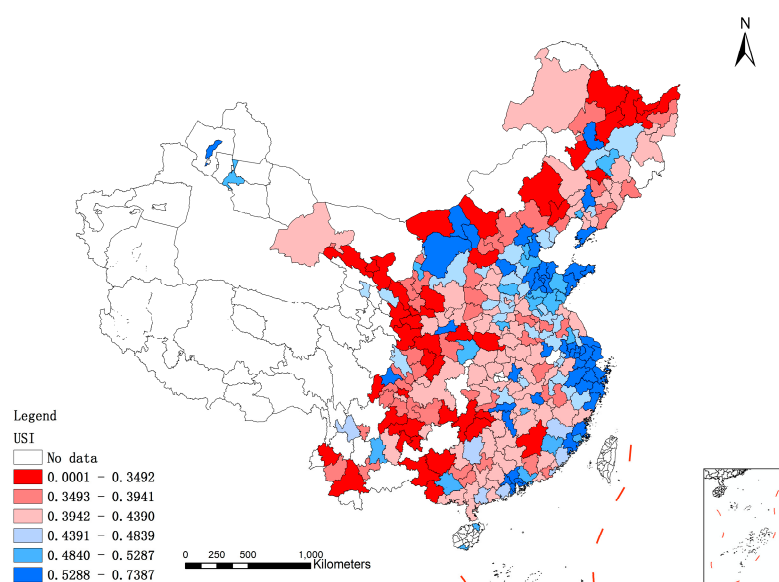 N
Legend
USI
No data
0.0001 - 0.3492
0.3493 - 0.3941
0.3942 - 0.4390
0.4391 - 0.4839
0.4840 - 0.5287
0.5288 - 0.7387
0 250 500 1,000
Kilometers